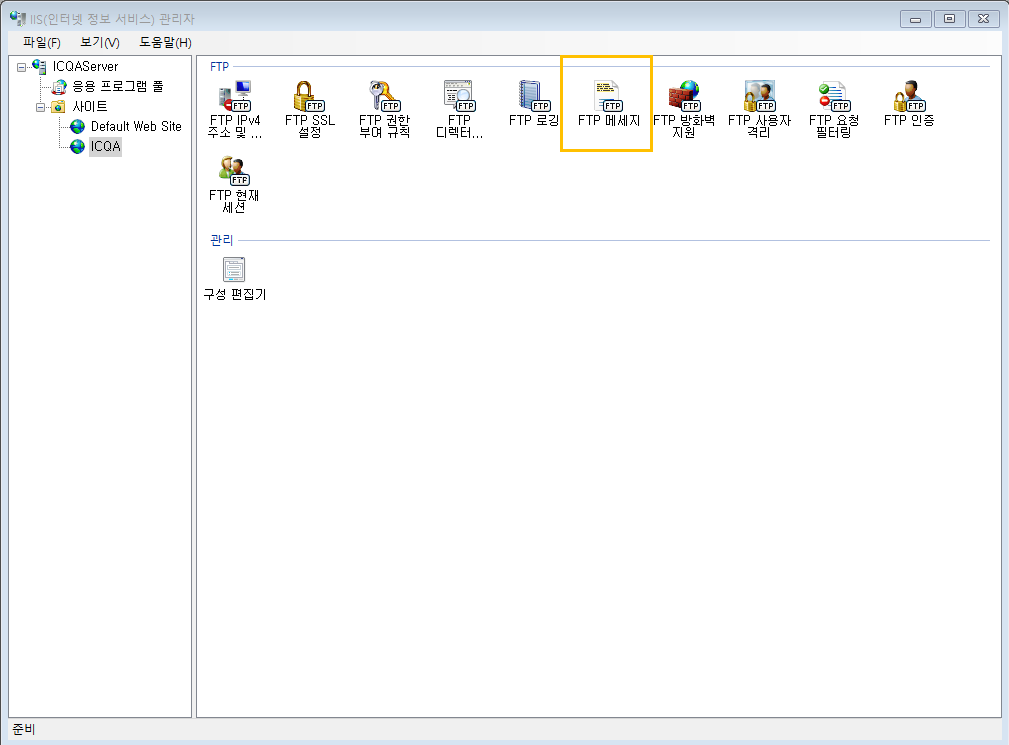 IIS(인터넷 정보 서비스) 관리자
파일(F) 보기(V) 도움말(H)
ICQAServer
응용 프로그램 풀
사이트
Default Web Site
ICQA
FTP
FTP IPv4
주소 및 ...
FTP SSL
설정
FTP 권한
부여 규칙
FTP
디렉터...
FTP 로깅
FTP 메세지
FTP 방화벽
지원
FTP 사용자
격리
FTP 요청
필터링
FTP 인증
FTP 현재
세션
관리
구성 편집기
준비